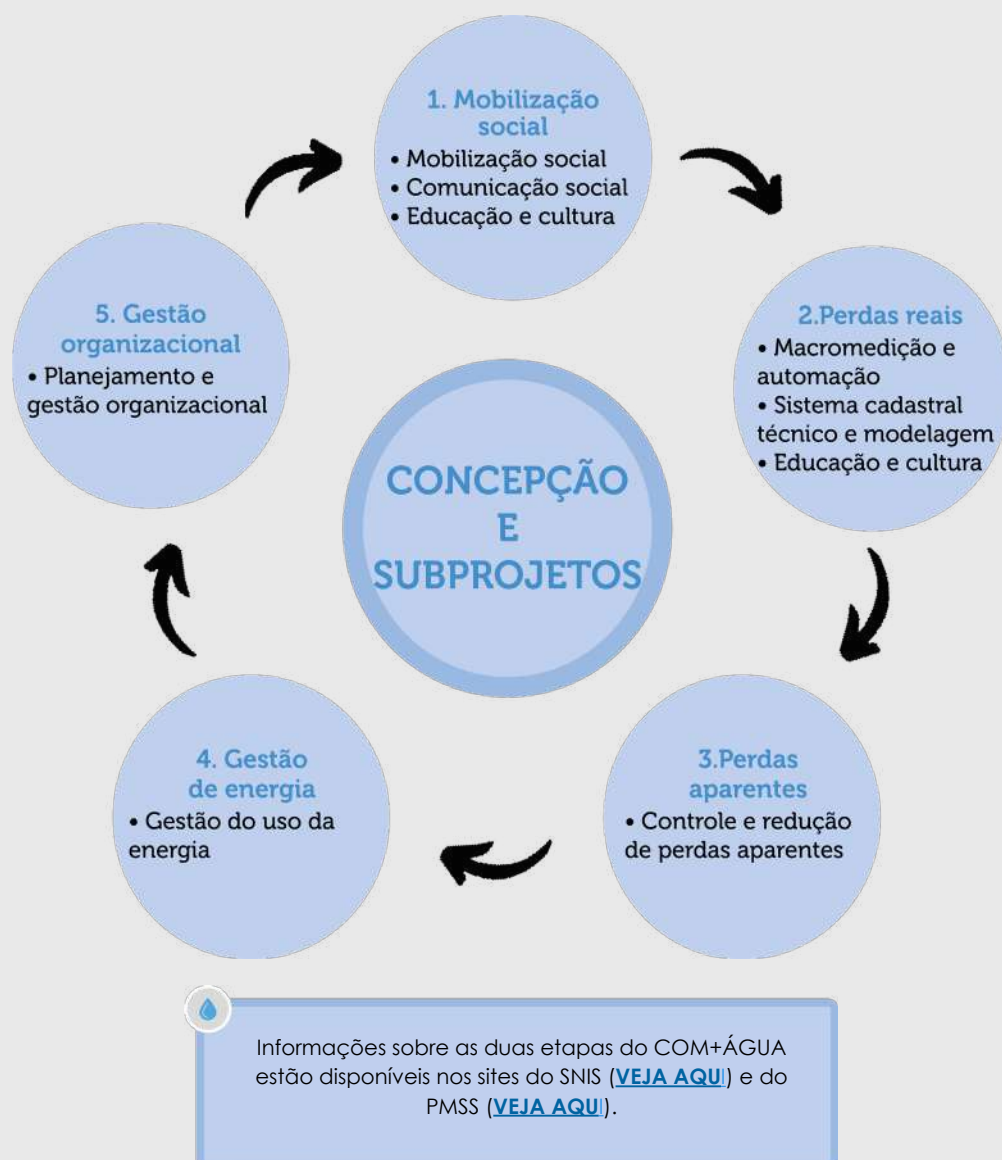 1. Mobilização
social
• Mobilização social
• Comunicação social
• Educação e cultura
2.Perdas reais
• Macromedição e
automação
• Sistema cadastral
técnico e modelagem
• Educação e cultura
3.Perdas
aparentes
• Controle e redução
de perdas aparentes
4. Gestão
de energia
• Gestão do uso da
energia
5. Gestão
organizacional
• Planejamento e
gestão organizacional
CONCEPÇÃO
E
SUBPROJETOS
Informações sobre as duas etapas do COM+ÁGUA
estão disponíveis nos sites do SNIS (VEJA AQUI) e do
PMSS (VEJA AQUI).